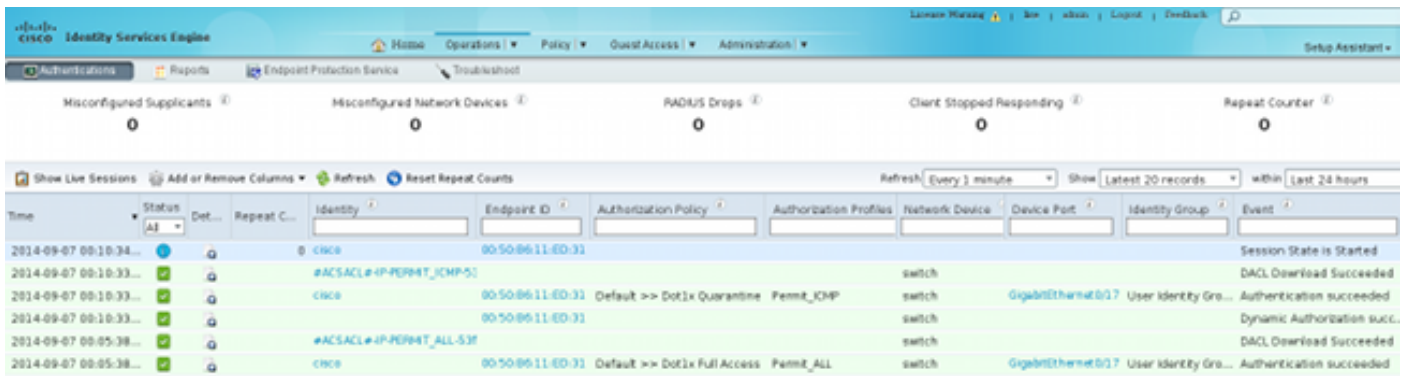 License Warning | ise | admin | Logout | Feedback
CISCO Identity Services Engine
Home Operations | Policy | Guest Access | Administration |
Setup Assistant
Authentications Reports Endpoint Protection Service Troubleshoot
Misconfigured Supplicants Misconfigured Network Devices RADIUS Drops Client Stopped Responding Repeat Counter
0 0 0 0 0
Show Live Sessions Add or Remove Columns Refresh Reset Repeat Counts Refresh Every 1 minute Show Latest 20 records within Last 24 hours
Time Status Det... Repeat C... Identity Endpoint ID Authorization Policy Authorization Profiles Network Device Device Port Identity Group Event
All
2014-09-07 00:10:34... 0 cisco 00:50:B6:11:ED:31 Session State is Started
2014-09-07 00:10:33... #ACSACL#-IP-PERMIT_ICMP-53 switch DACL Download Succeeded
2014-09-07 00:10:33... cisco 00:50:B6:11:ED:31 Default >> Dot1x Quarantine Permit_ICMP switch GigabitEthernet0/17 User Identity Gro... Authentication succeeded
2014-09-07 00:10:33... 00:50:B6:11:ED:31 switch Dynamic Authorization succ...
2014-09-07 00:05:38... #ACSACL#-IP-PERMIT_ALL-53f switch DACL Download Succeeded
2014-09-07 00:05:38... cisco 00:50:B6:11:ED:31 Default >> Dot1x Full Access Permit_ALL switch GigabitEthernet0/17 User Identity Gro... Authentication succeeded